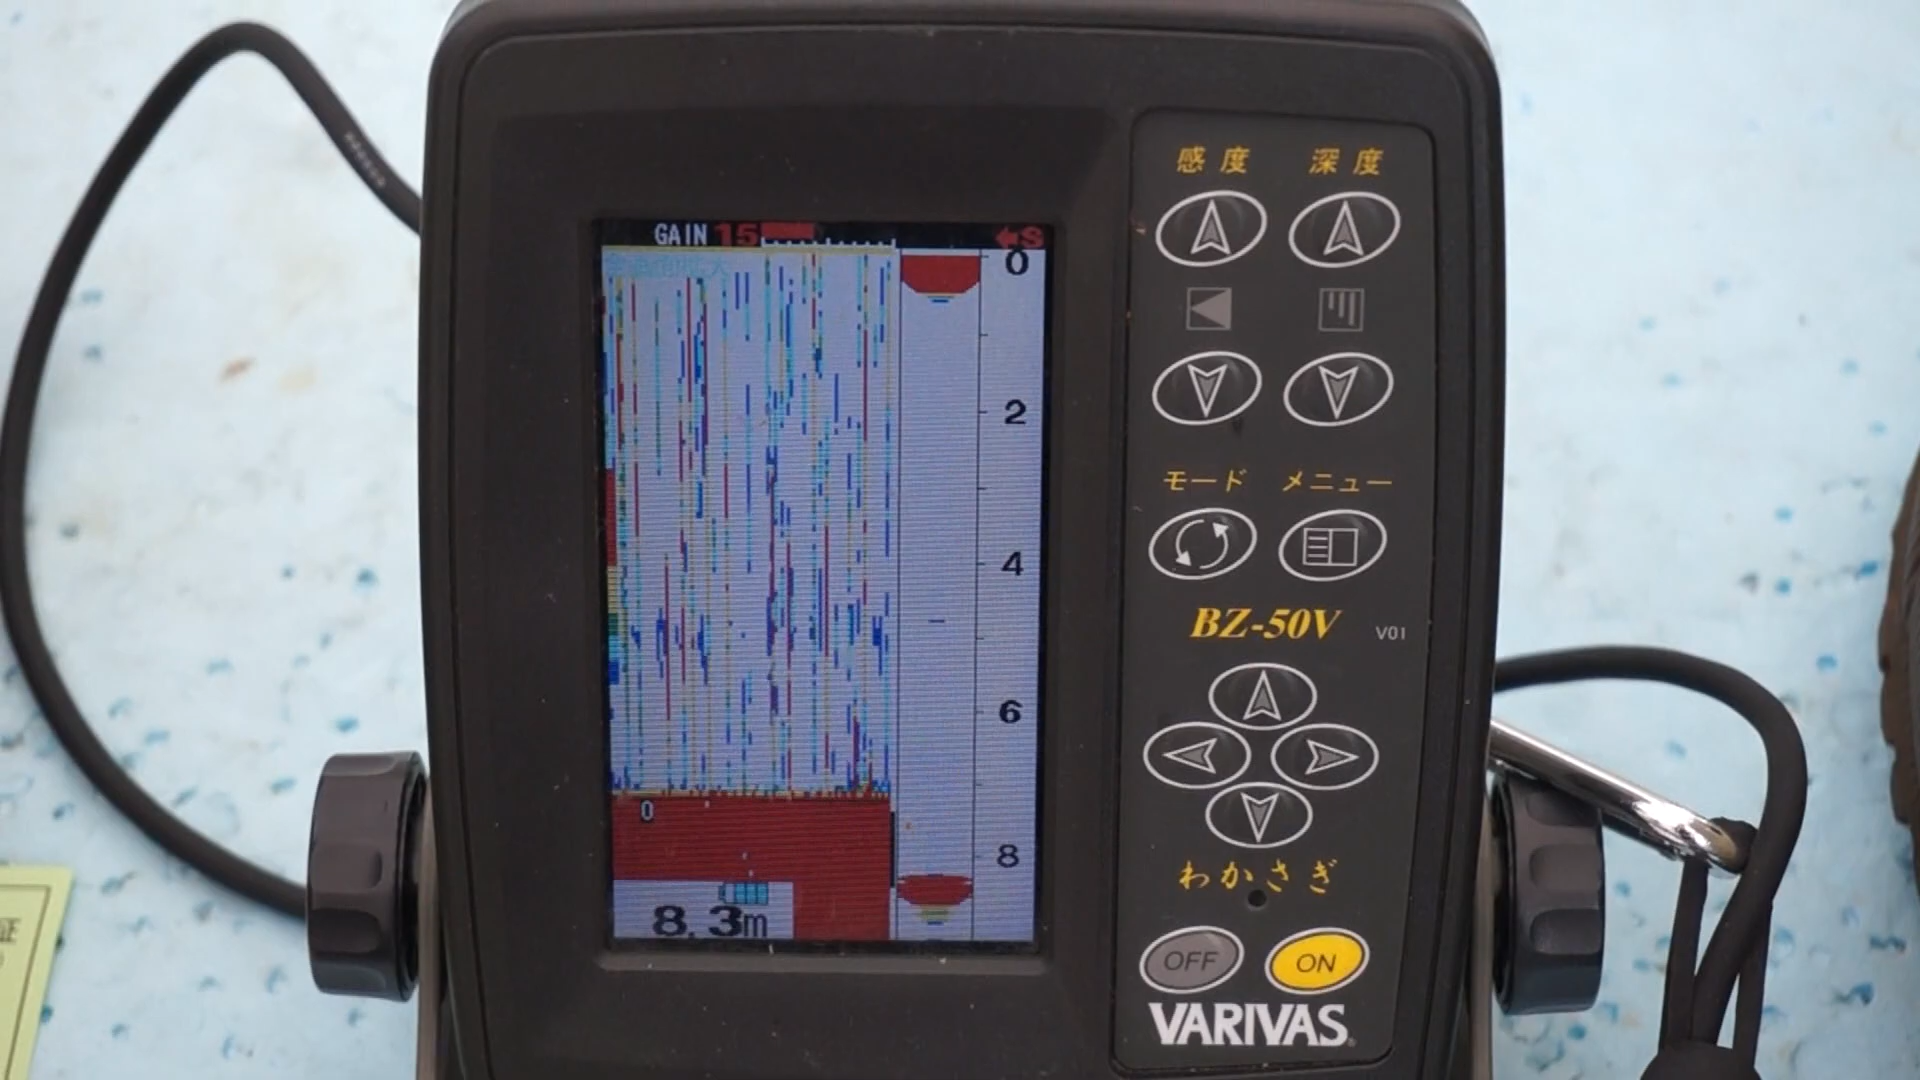 GAIN 15
S
0
2
4
6
8
0
8.3m
感度 深度
モード メニュー
BZ-50V V01
わかさぎ
OFF ON
VARIVAS
証